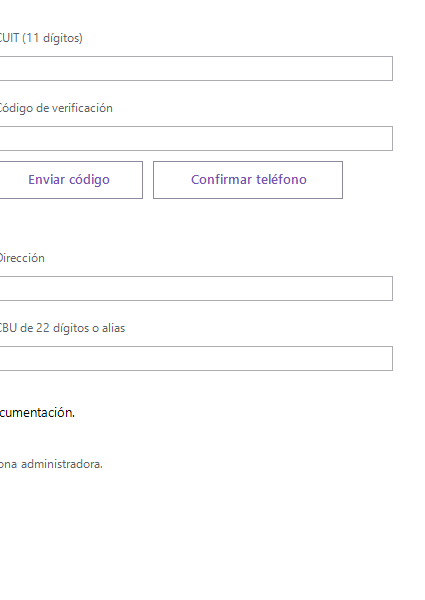 CUIT (11 dígitos)
Código de verificación
Enviar código Confirmar teléfono
Dirección
CBU de 22 dígitos o alias
cumentación.
ona administradora.